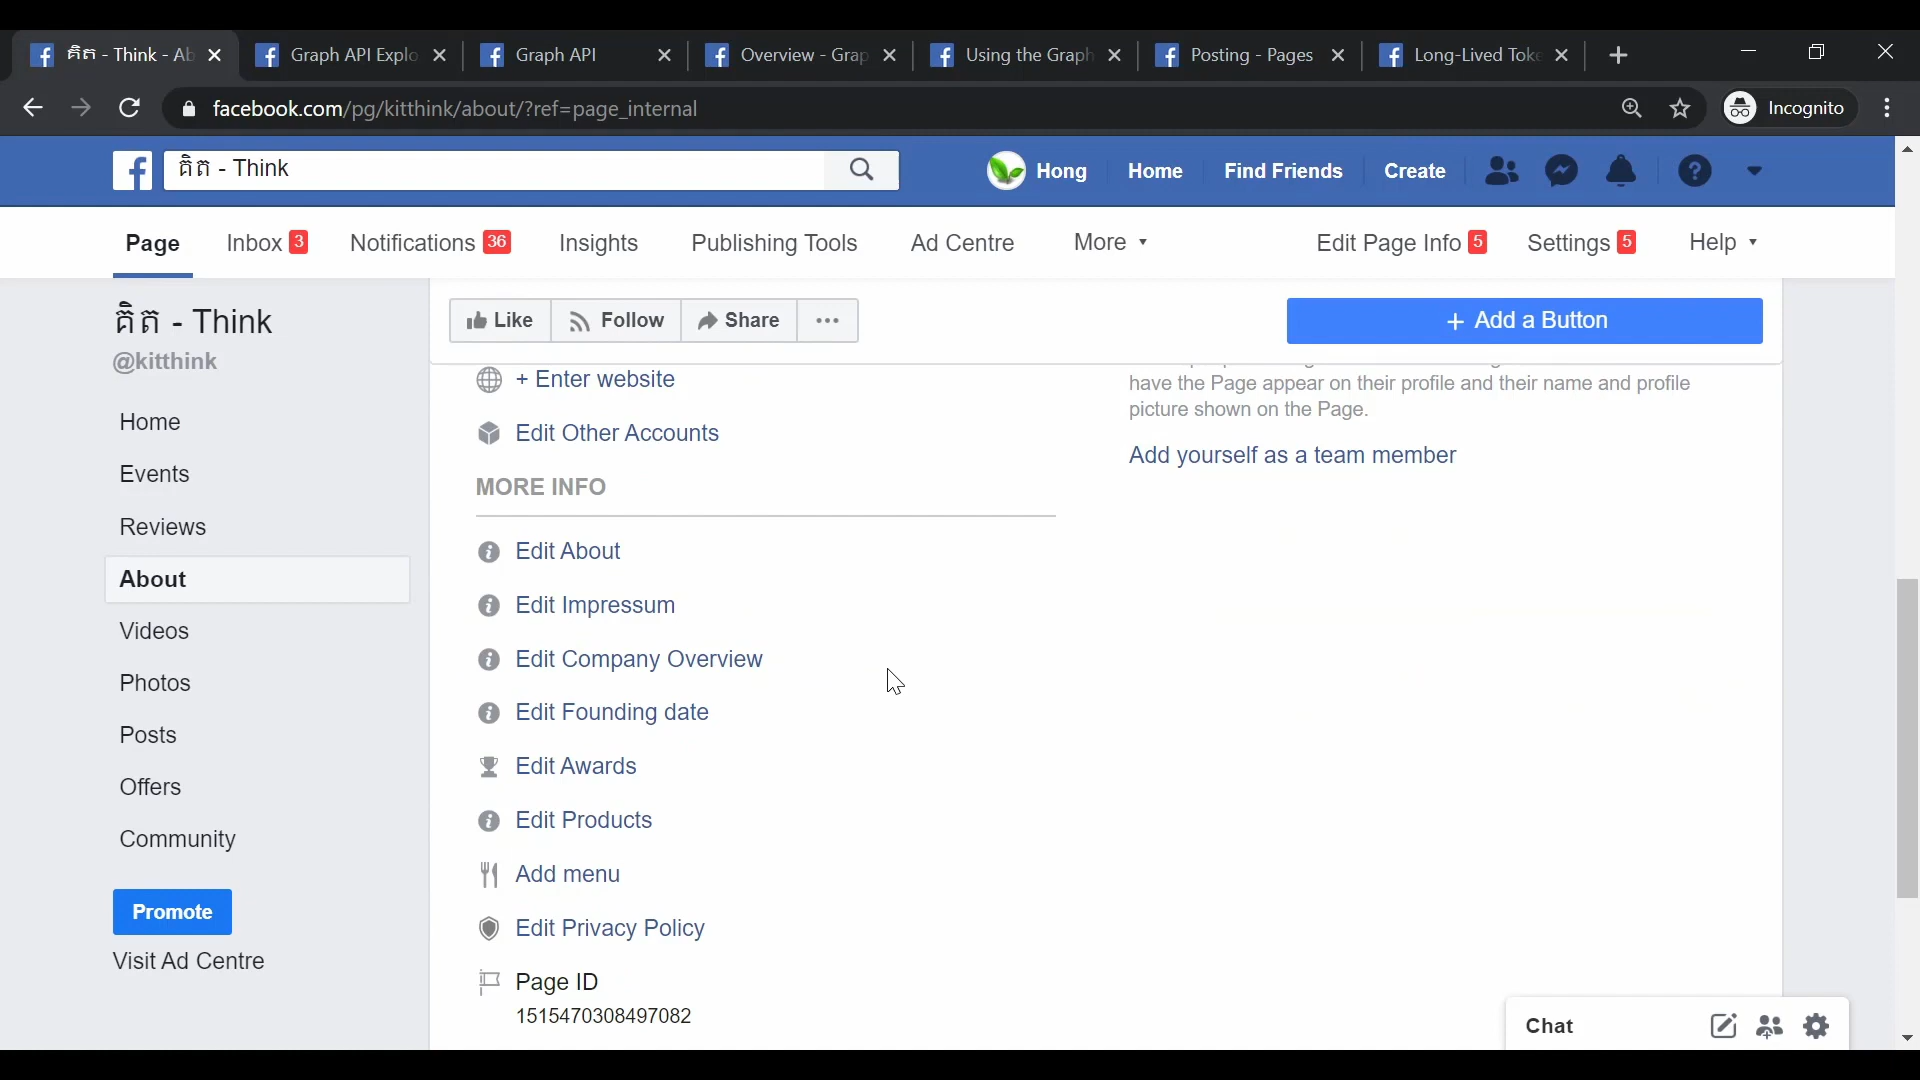 គិត - Think - Ab
Graph API Explo
Graph API
Overview - Grap
Using the Graph
Posting - Pages
Long-Lived Toke
facebook.com/pg/kitthink/about/?ref=page_internal
Incognito
គិត - Think
Hong
Home
Find Friends
Create
Page
Inbox 3
Notifications 36
Insights
Publishing Tools
Ad Centre
More
Edit Page Info 5
Settings 5
Help
គិត - Think
@kitthink
Home
Events
Reviews
About
Videos
Photos
Posts
Offers
Community
Promote
Visit Ad Centre
Like
Follow
Share
+ Add a Button
+ Enter website
Edit Other Accounts
MORE INFO
Edit About
Edit Impressum
Edit Company Overview
Edit Founding date
Edit Awards
Edit Products
Add menu
Edit Privacy Policy
Page ID
1515470308497082
have the Page appear on their profile and their name and profile
picture shown on the Page.
Add yourself as a team member
Chat